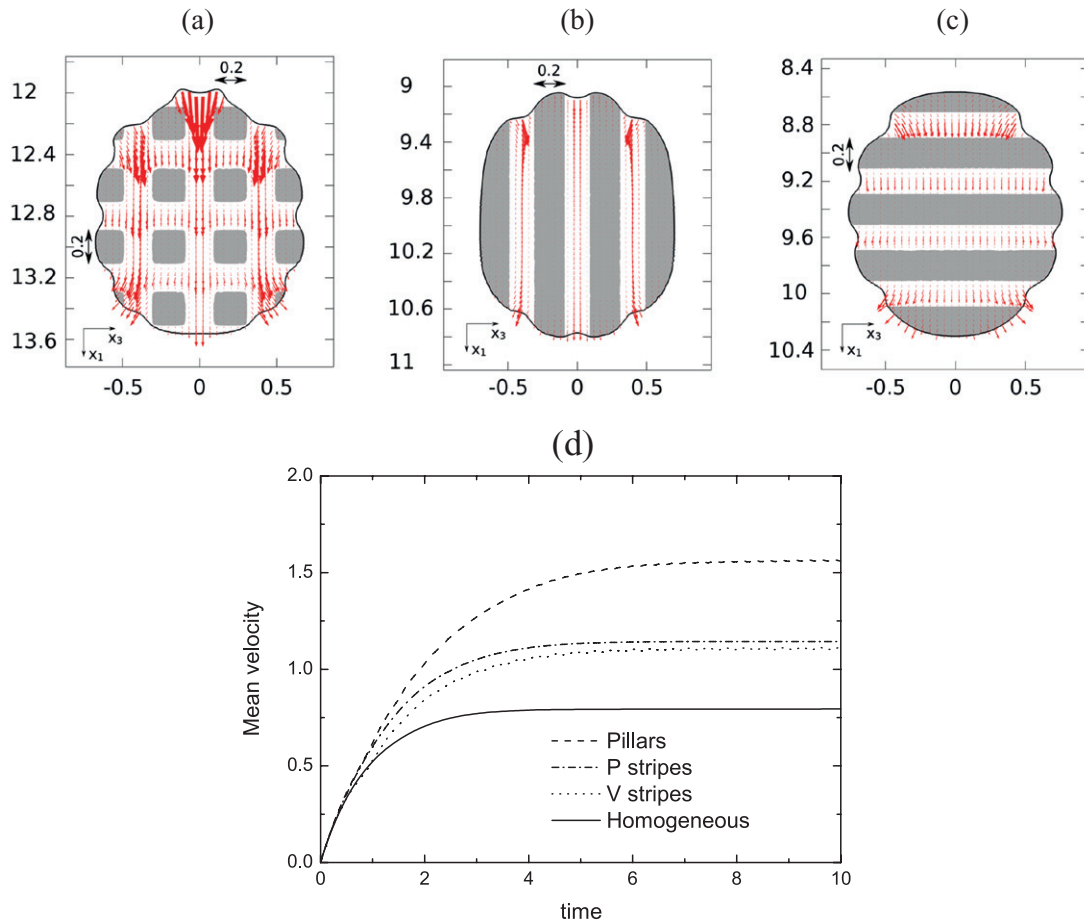 (a)
(b)
(c)
0.2
12
12.4
12.8
13.2
13.6
0.2
x1
x3
-0.5
0
0.5
0.2
9
9.4
9.8
10.2
10.6
11
x1
x3
-0.5
0
0.5
8.4
8.8
9.2
9.6
10
10.4
0.2
x1
x3
-0.5
0
0.5
(d)
Mean velocity
2.0
1.5
1.0
0.5
0.0
Pillars
P stripes
V stripes
Homogeneous
0
2
4
6
8
10
time